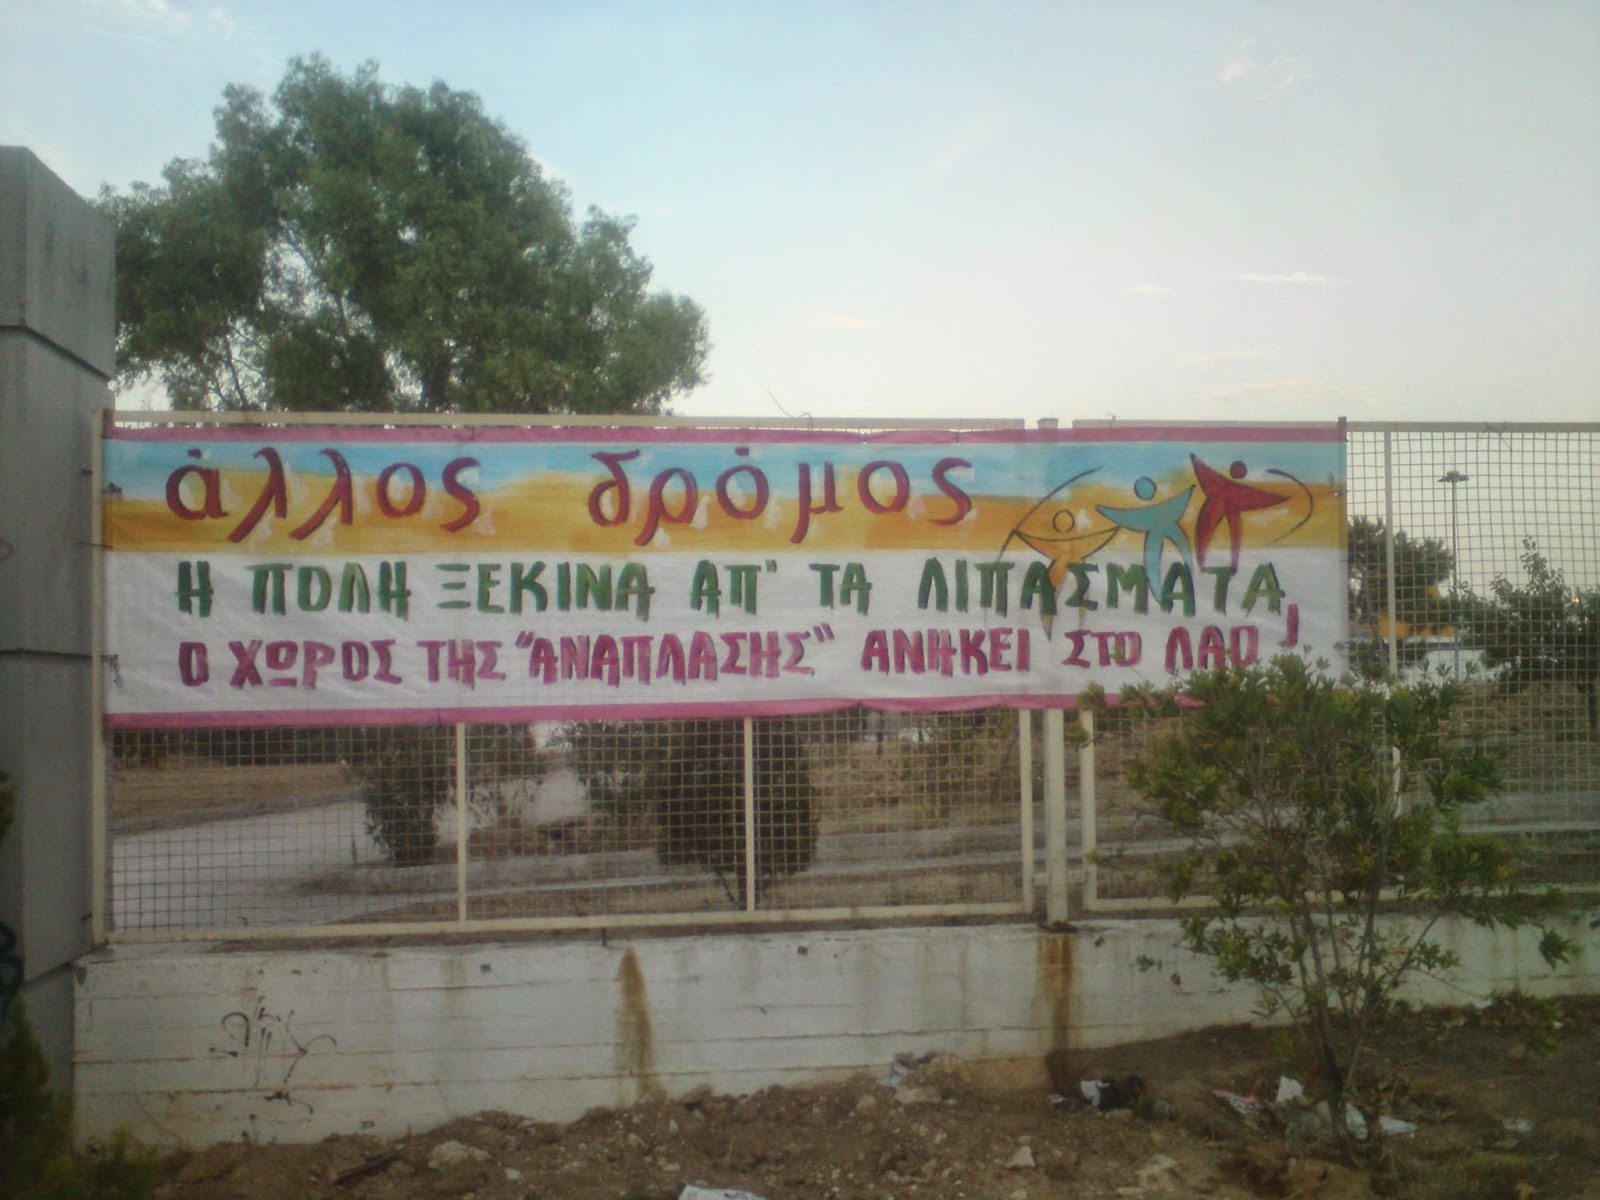 άλλος δρόμος
Η ΠΟΛΗ ΞΕΚΙΝΑ ΑΠ' ΤΑ ΛΙΠΑΣΜΑΤΑ
Ο ΧΩΡΟΣ ΤΗΣ "ΑΝΑΠΛΑΣΗΣ" ΑΝΗΚΕΙ ΣΤΟ ΛΑΟ!